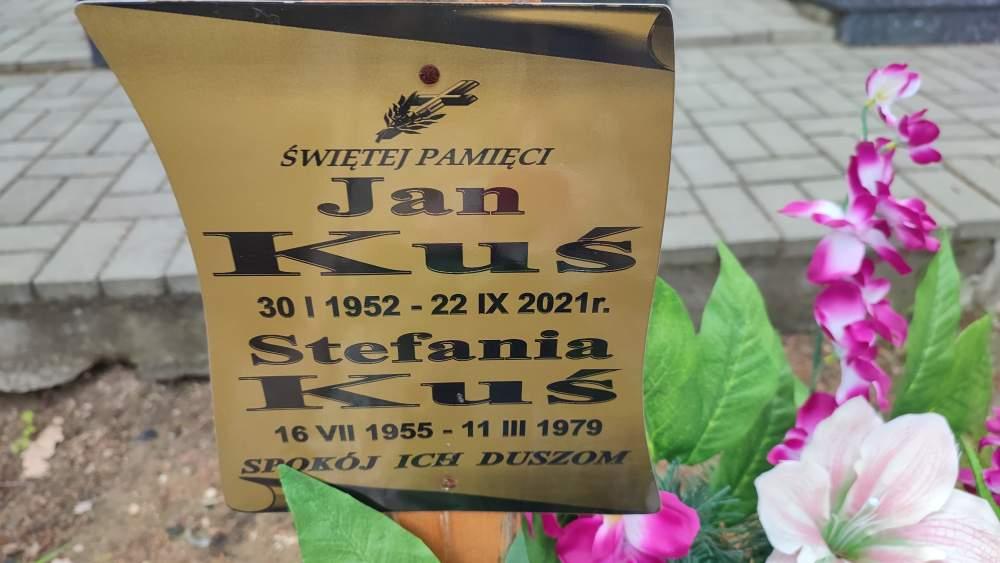 ŚWIĘTEJ PAMIĘCI
Jan
Kuś
30 I 1952 - 22 IX 2021r.
Stefania
Kuś
16 VII 1955 - 11 III 1979
SPOKÓJ ICH DUSZOM